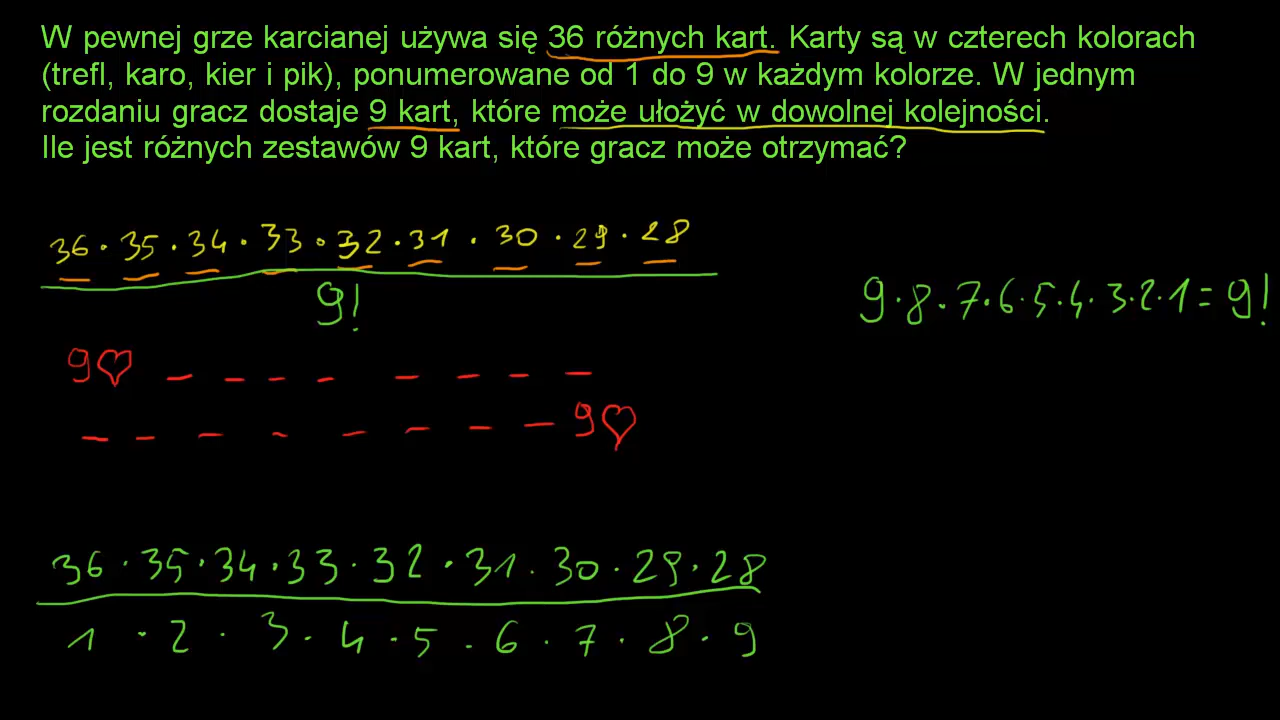 W pewnej grze karcianej używa się 36 różnych kart. Karty są w czterech kolorach
(trefl, karo, kier i pik), ponumerowane od 1 do 9 w każdym kolorze. W jednym
rozdaniu gracz dostaje 9 kart, które może ułożyć w dowolnej kolejności.
Ile jest różnych zestawów 9 kart, które gracz może otrzymać?
36 · 35 · 34 · 33 · 32 · 31 · 30 · 29 · 28
9!
9·8·7·6·5·4·3·2·1 = 9!
9♡ _ _ _ _ _ _ _ _
_ _ _ _ _ _ _ _ 9♡
36 · 35 · 34 · 33 · 32 · 31 · 30 · 29 · 28
1 · 2 · 3 · 4 · 5 · 6 · 7 · 8 · 9